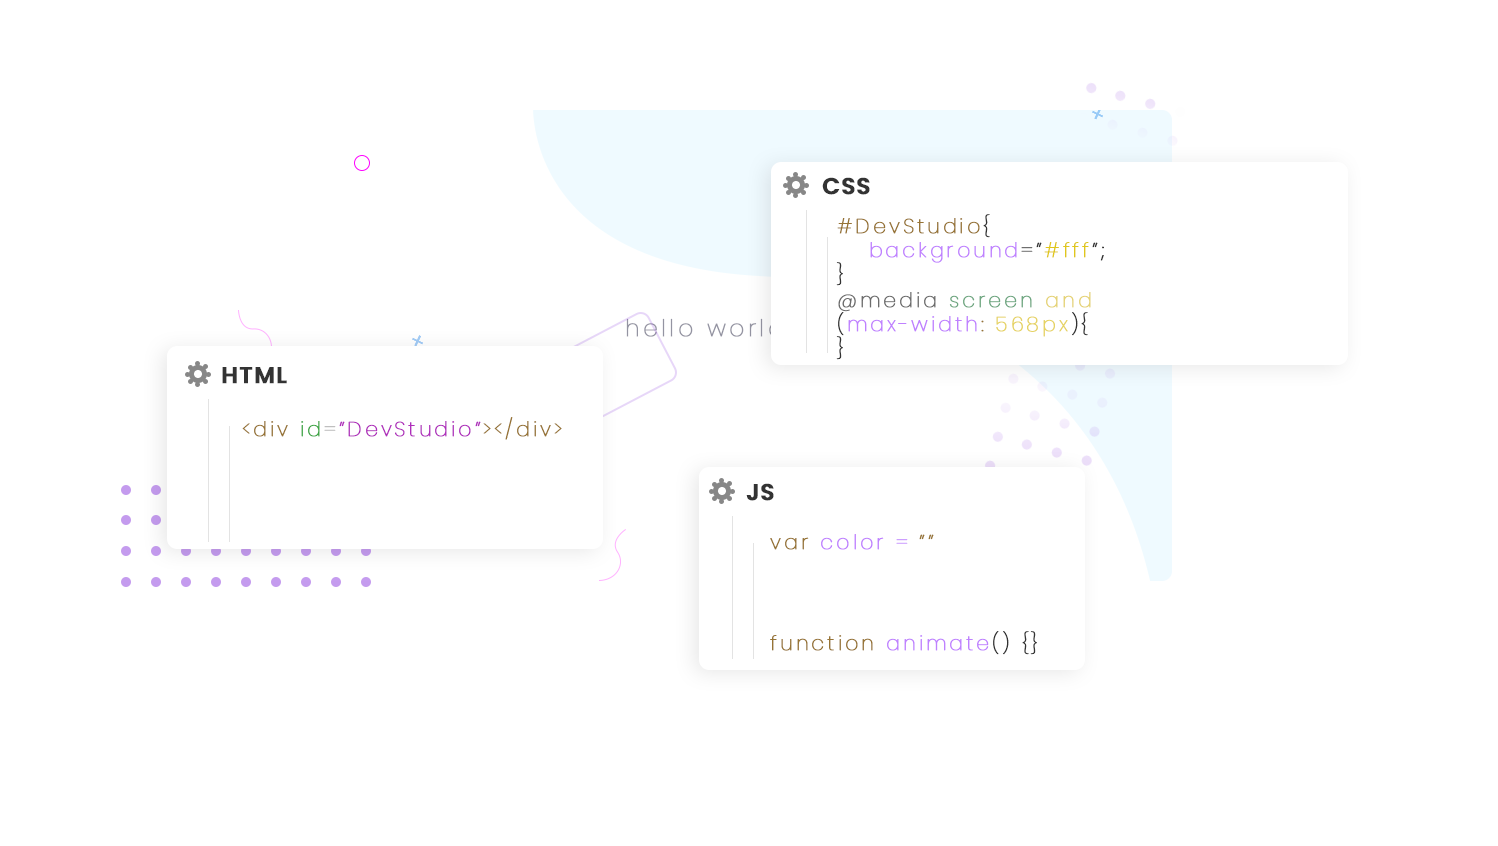 CSS
#DevStudio{
background="#fff";
}
@media screen and
(max-width: 568px){
}
hello world
HTML
<div id="DevStudio"></div>
JS
var color = ""
function animate() {}